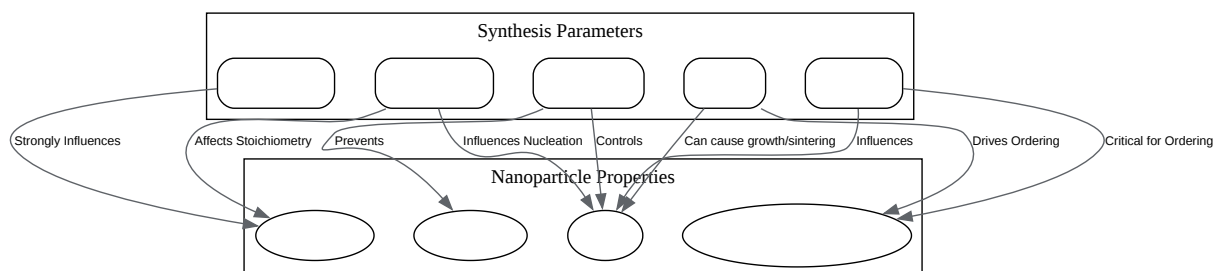 Synthesis Parameters
Strongly Influences
Affects Stoichiometry
Prevents
Influences Nucleation
Controls
Can cause growth/sintering
Influences
Drives Ordering
Critical for Ordering
Nanoparticle Properties